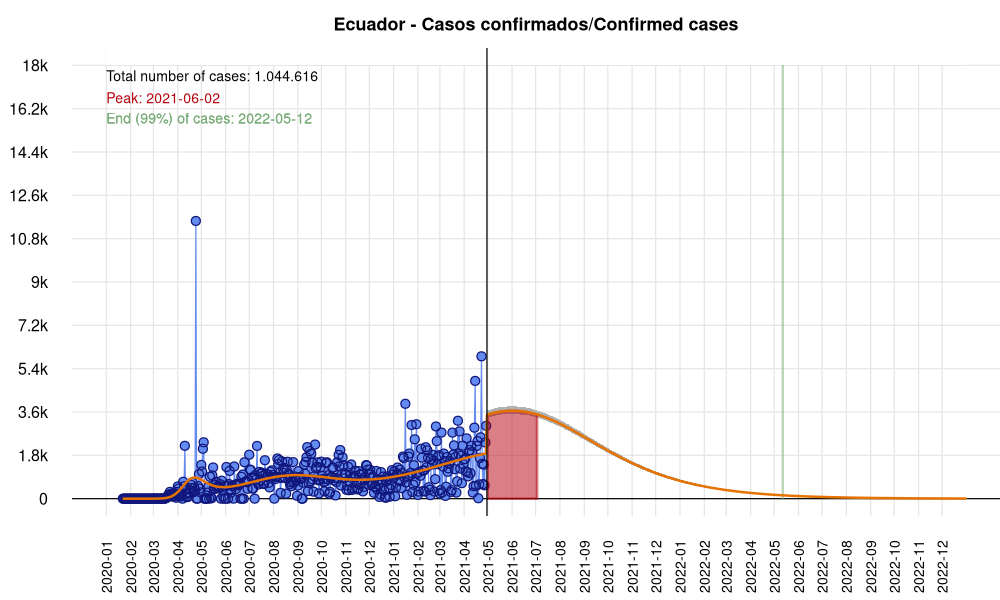 Ecuador - Casos confirmados/Confirmed cases
Total number of cases: 1.044.616
Peak: 2021-06-02
End (99%) of cases: 2022-05-12
18k
16.2k
14.4k
12.6k
10.8k
9k
7.2k
5.4k
3.6k
1.8k
0
2020-01
2020-02
2020-03
2020-04
2020-05
2020-06
2020-07
2020-08
2020-09
2020-10
2020-11
2020-12
2021-01
2021-02
2021-03
2021-04
2021-05
2021-06
2021-07
2021-08
2021-09
2021-10
2021-11
2021-12
2022-01
2022-02
2022-03
2022-04
2022-05
2022-06
2022-07
2022-08
2022-09
2022-10
2022-11
2022-12